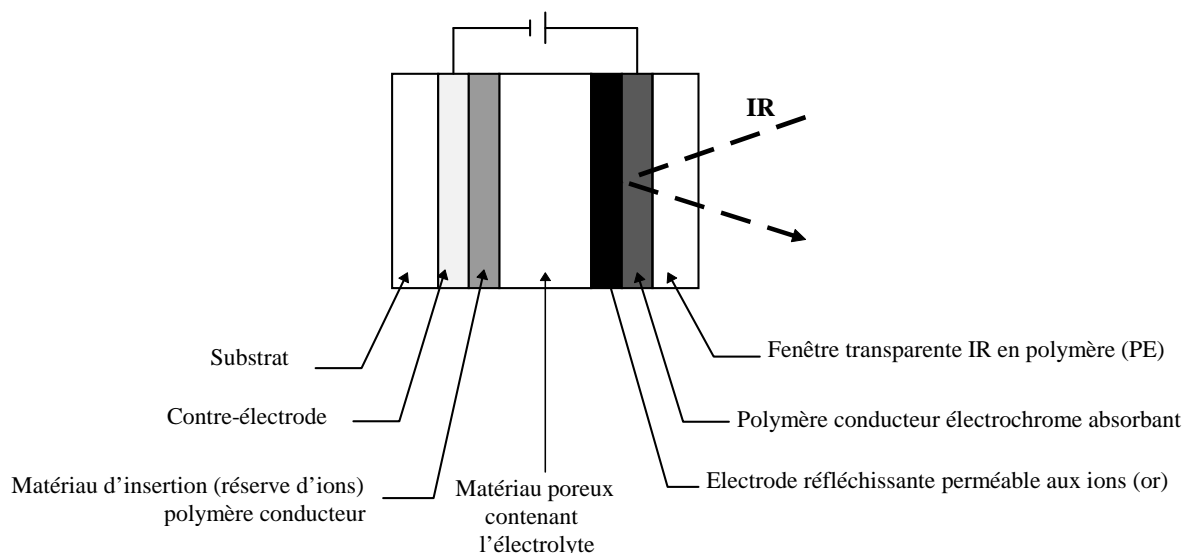 IR
Substrat
Fenêtre transparente IR en polymère (PE)
Contre-électrode
Polymère conducteur électrochrome absorbant
Matériau d’insertion (réserve d’ions)
polymère conducteur
Matériau poreux
contenant
l’électrolyte
Electrode réfléchissante perméable aux ions (or)